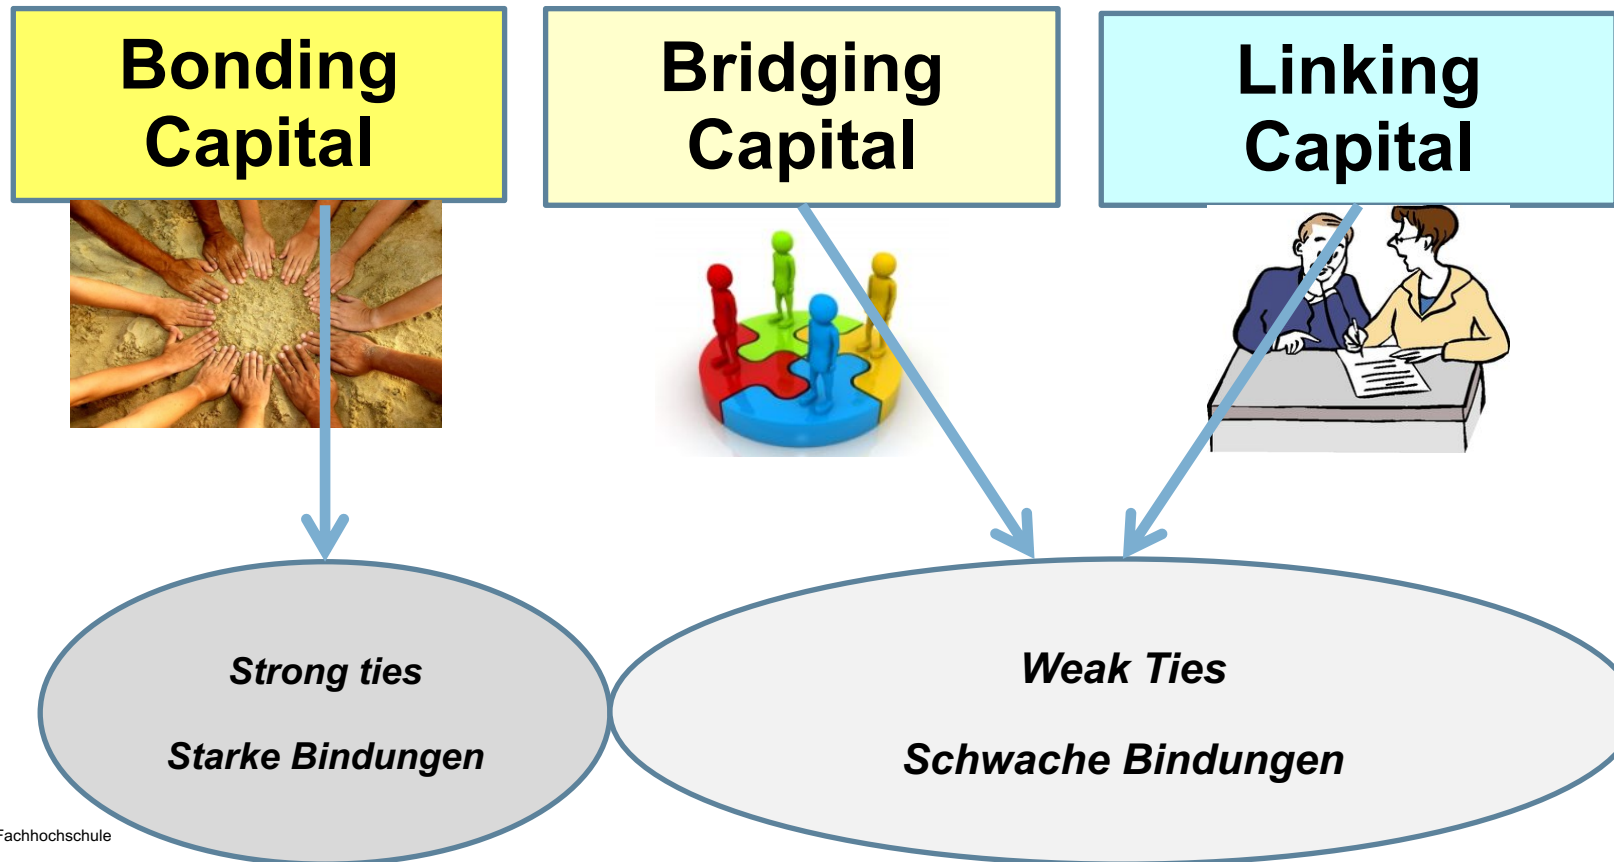 Bonding
Capital
Bridging
Capital
Linking
Capital
Strong ties
Starke Bindungen
Weak Ties
Schwache Bindungen
Fachhochschule